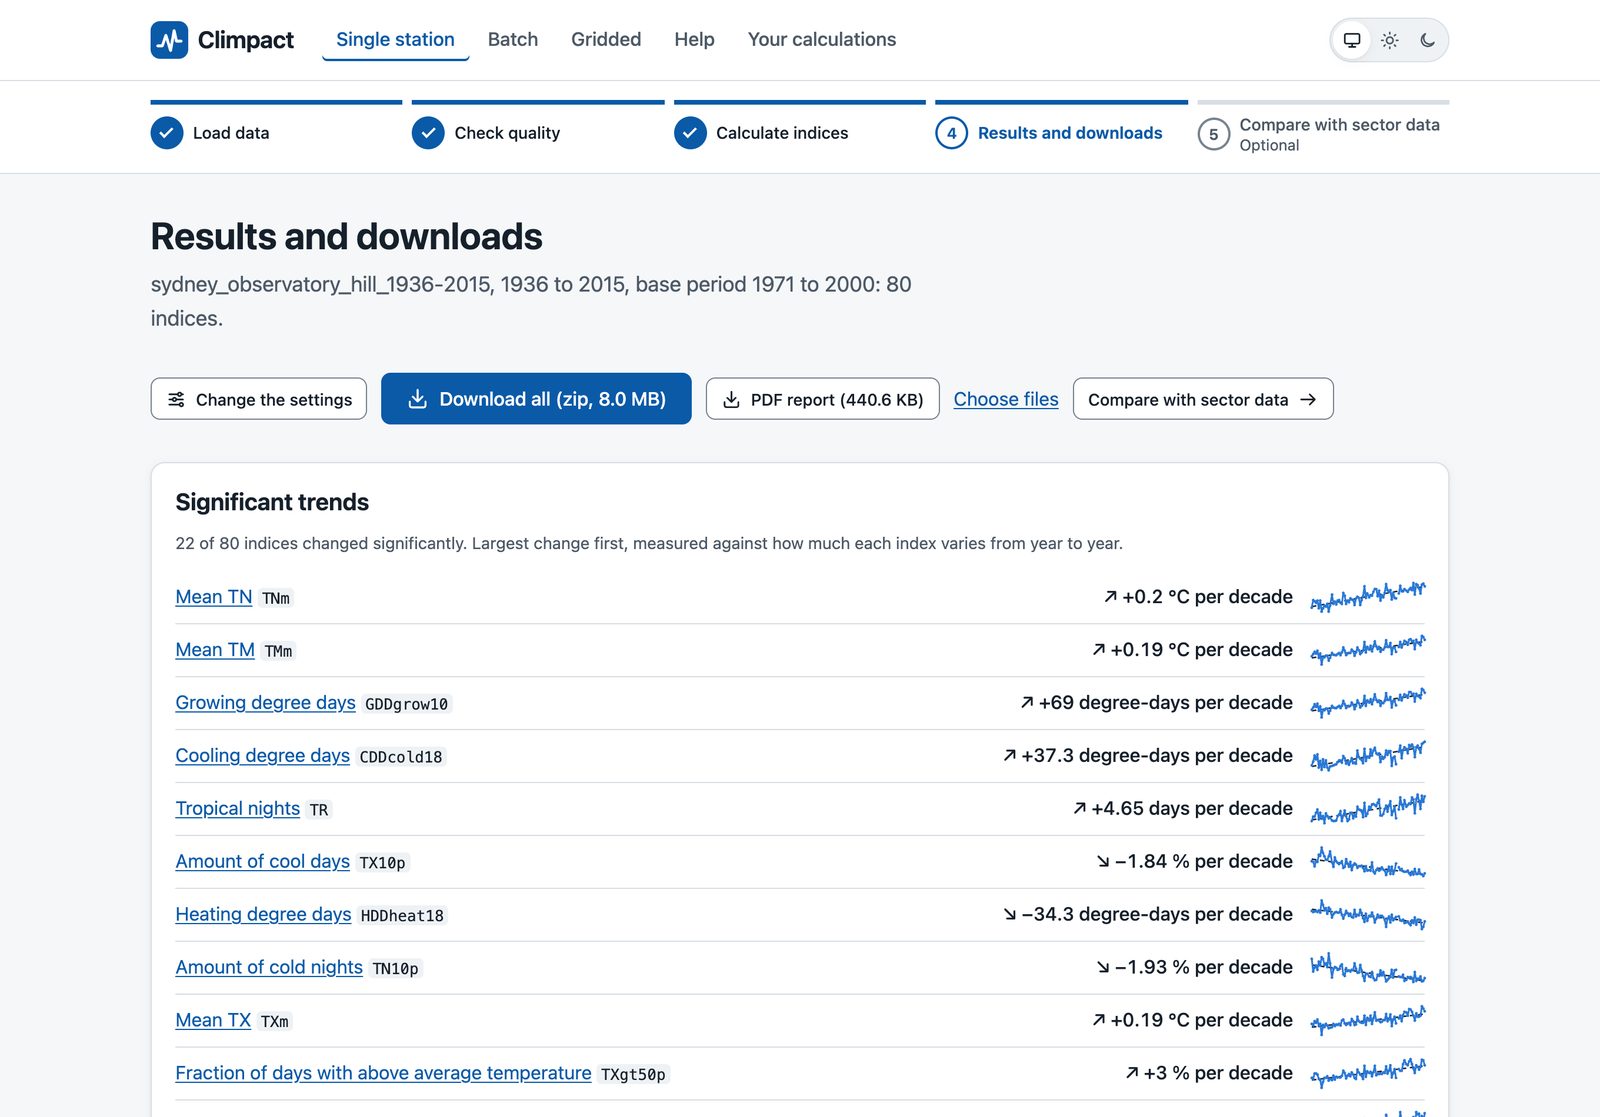 Climpact
Single station
Batch
Gridded
Help
Your calculations
Load data
Check quality
Calculate indices
4
Results and downloads
5
Compare with sector data
Optional
Results and downloads
sydney_observatory_hill_1936-2015, 1936 to 2015, base period 1971 to 2000: 80
indices.
Change the settings
Download all (zip, 8.0 MB)
PDF report (440.6 KB)
Choose files
Compare with sector data →
Significant trends
22 of 80 indices changed significantly. Largest change first, measured against how much each index varies from year to year.
Mean TN TNm ↗ +0.2 °C per decade
Mean TM TMm ↗ +0.19 °C per decade
Growing degree days GDDgrow10 ↗ +69 degree-days per decade
Cooling degree days CDDcold18 ↗ +37.3 degree-days per decade
Tropical nights TR ↗ +4.65 days per decade
Amount of cool days TX10p ↘ −1.84 % per decade
Heating degree days HDDheat18 ↘ −34.3 degree-days per decade
Amount of cold nights TN10p ↘ −1.93 % per decade
Mean TX TXm ↗ +0.19 °C per decade
Fraction of days with above average temperature TXgt50p ↗ +3 % per decade